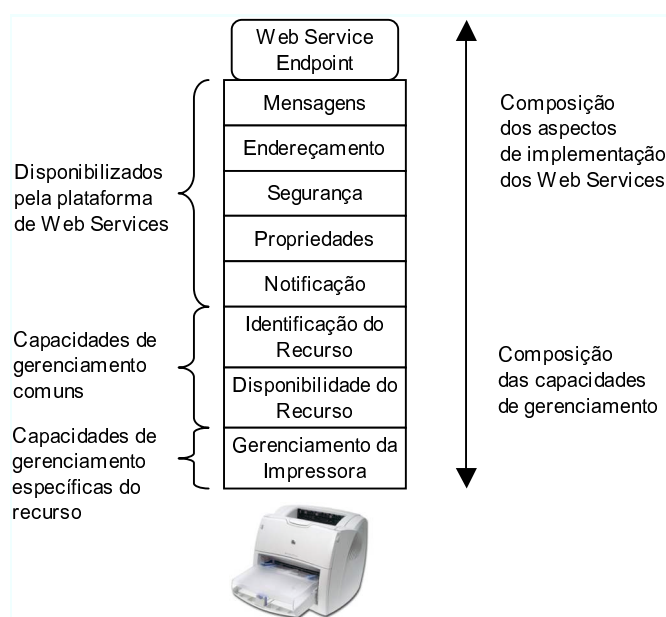 Web Service
Endpoint
Mensagens
Endereçamento
Segurança
Propriedades
Notificação
Identificação do
Recurso
Disponibilidade do
Recurso
Gerenciamento da
Impressora
Disponibilizados
pela plataforma
de Web Services
Capacidades de
gerenciamento
comuns
Capacidades de
gerenciamento
específicas do
recurso
Composição
dos aspectos
de implementação
dos Web Services
Composição
das capacidades
de gerenciamento